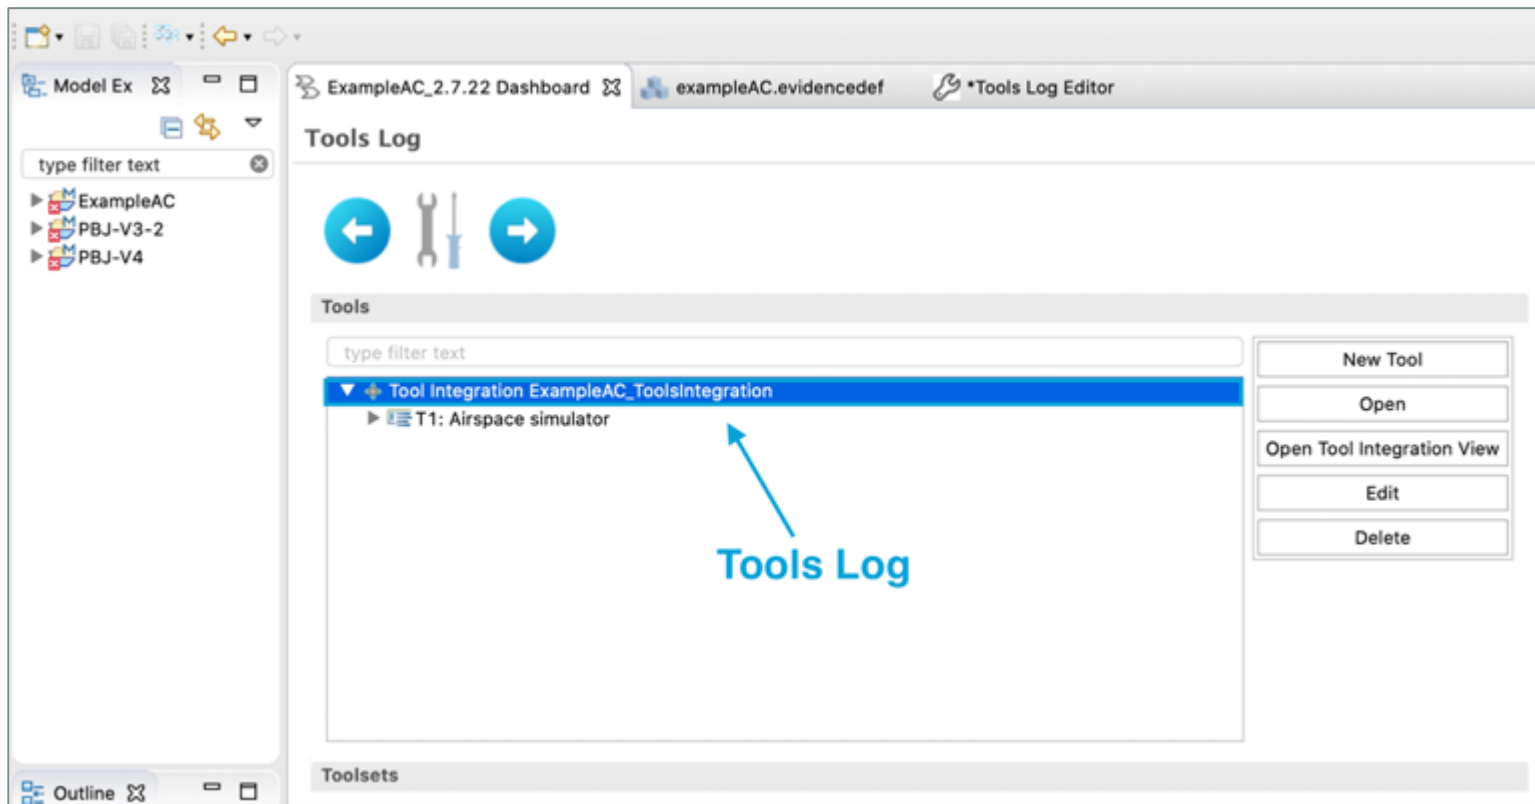 Model Ex
ExampleAC_2.7.22 Dashboard
exampleAC.evidencedef
*Tools Log Editor
type filter text
ExampleAC
PBJ-V3-2
PBJ-V4
Tools Log
Tools
type filter text
Tool Integration ExampleAC_ToolsIntegration
T1: Airspace simulator
New Tool
Open
Open Tool Integration View
Edit
Delete
Tools Log
Toolsets
Outline